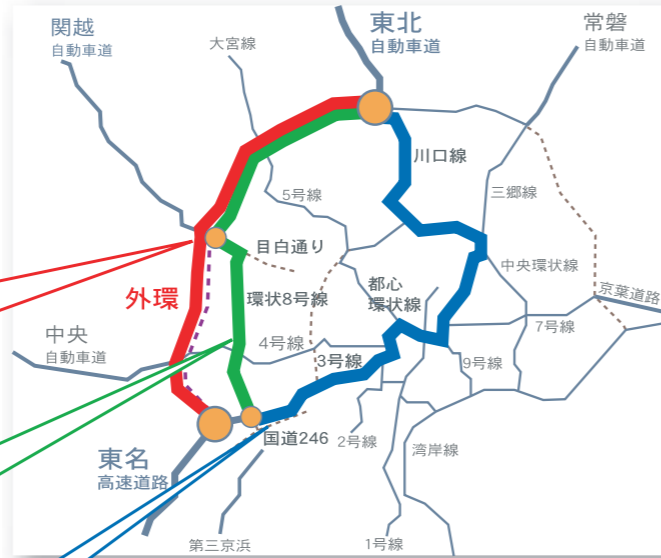 関越
自動車道
大宮線
東北
自動車道
常磐
自動車道
川口線
5号線
三郷線
目白通り
都心
環状線
中央環状線
外環
環状8号線
京葉道路
中央
自動車道
4号線
3号線
7号線
9号線
東名
高速道路
国道246
2号線
湾岸線
第三京浜
1号線